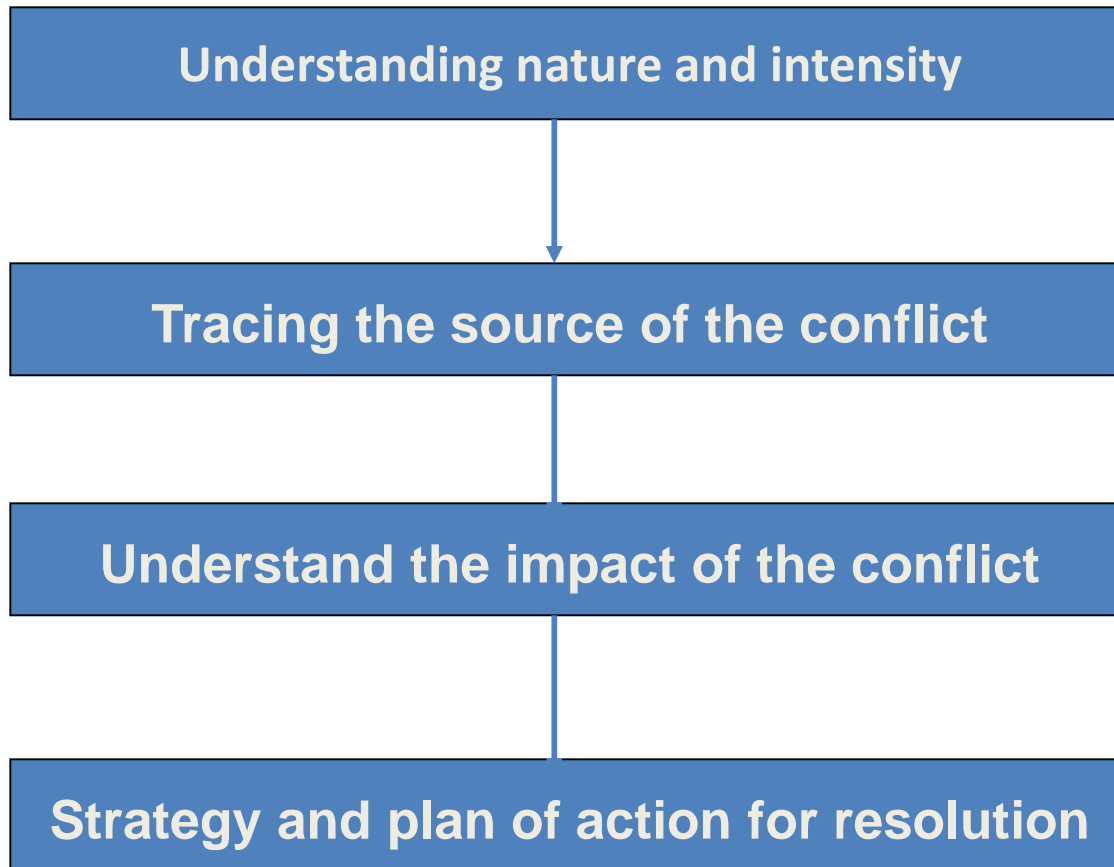 Understanding nature and intensity
Tracing the source of the conflict
Understand the impact of the conflict
Strategy and plan of action for resolution